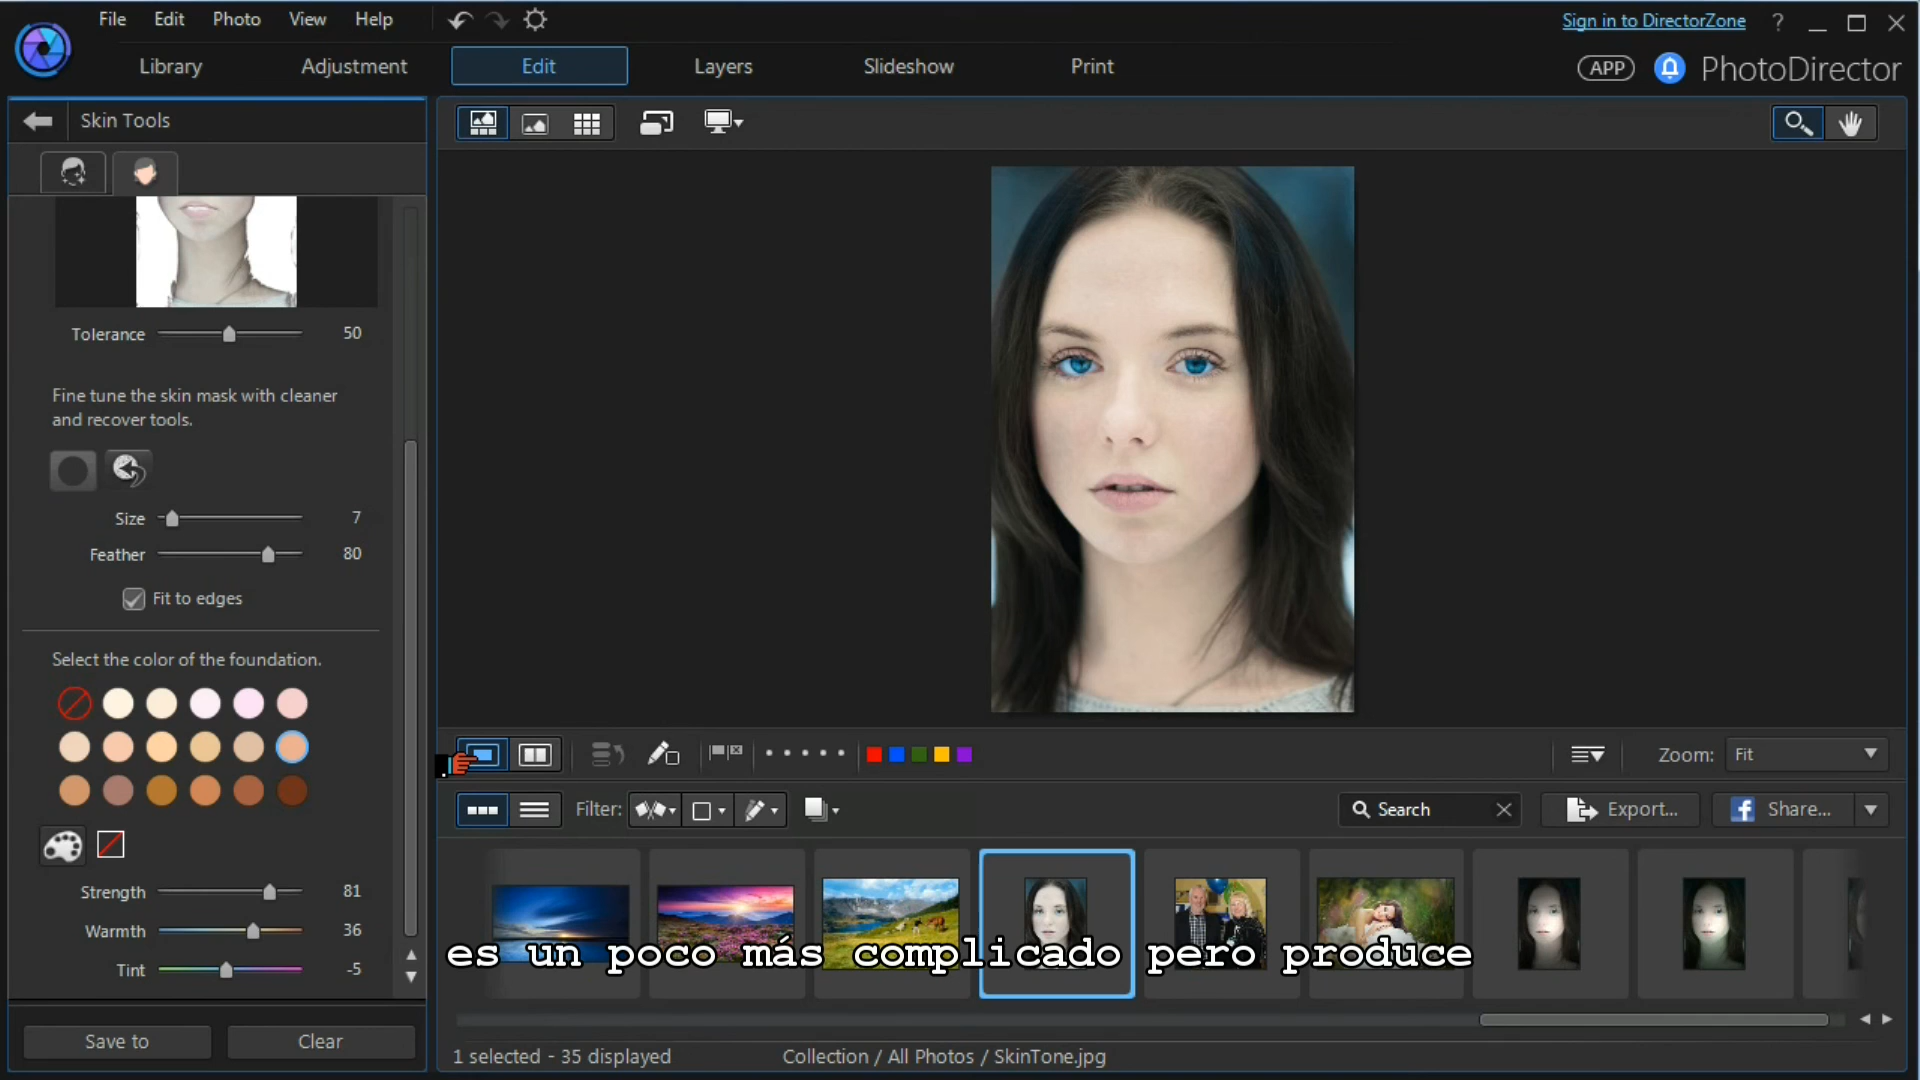 File Edit Photo View Help
Sign in to DirectorZone ?
Library Adjustment Edit Layers Slideshow Print
APP PhotoDirector
Skin Tools
Tolerance 50
Fine tune the skin mask with cleaner
and recover tools.
Size 7
Feather 80
Fit to edges
Select the color of the foundation.
Strength 81
Warmth 36
Tint -5
Save to Clear
Zoom: Fit
Filter: Search Export... Share...
es un poco más complicado pero produce
1 selected - 35 displayed Collection / All Photos / SkinTone.jpg